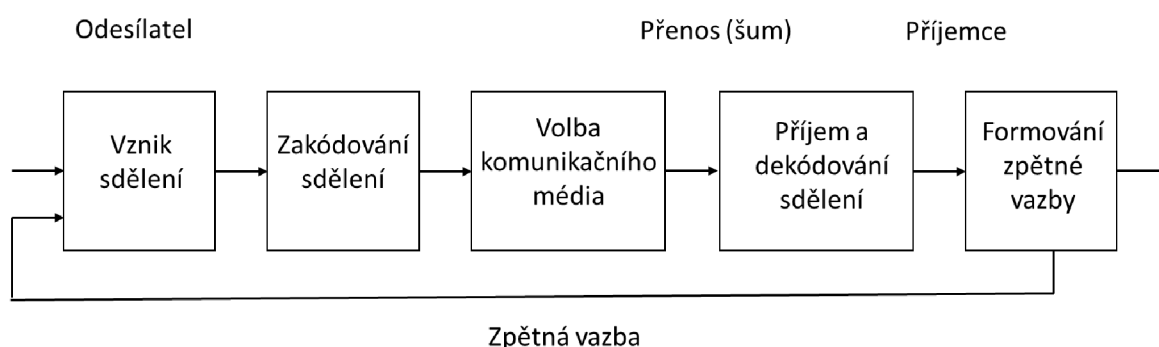 Odesílatel
Přenos (šum)
Příjemce
Vznik
sdělení
Zakódování
sdělení
Volba
komunikačního
média
Příjem a
dekódování
sdělení
Formování
zpětné
vazby
Zpětná vazba